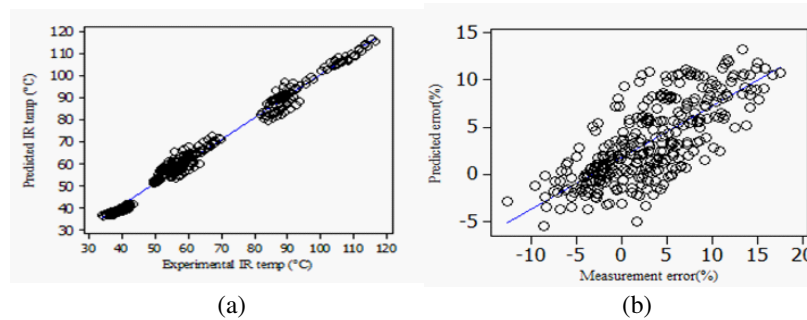 120
110
100
90
80
70
60
50
40
30
Predicted IR temp (°C)
30 40 50 60 70 80 90 100 110 120
Experimental IR temp (°C)
(a)
15
10
5
0
-5
Predicted error(%)
-10 -5 0 5 10 15 20
Measurement error(%)
(b)